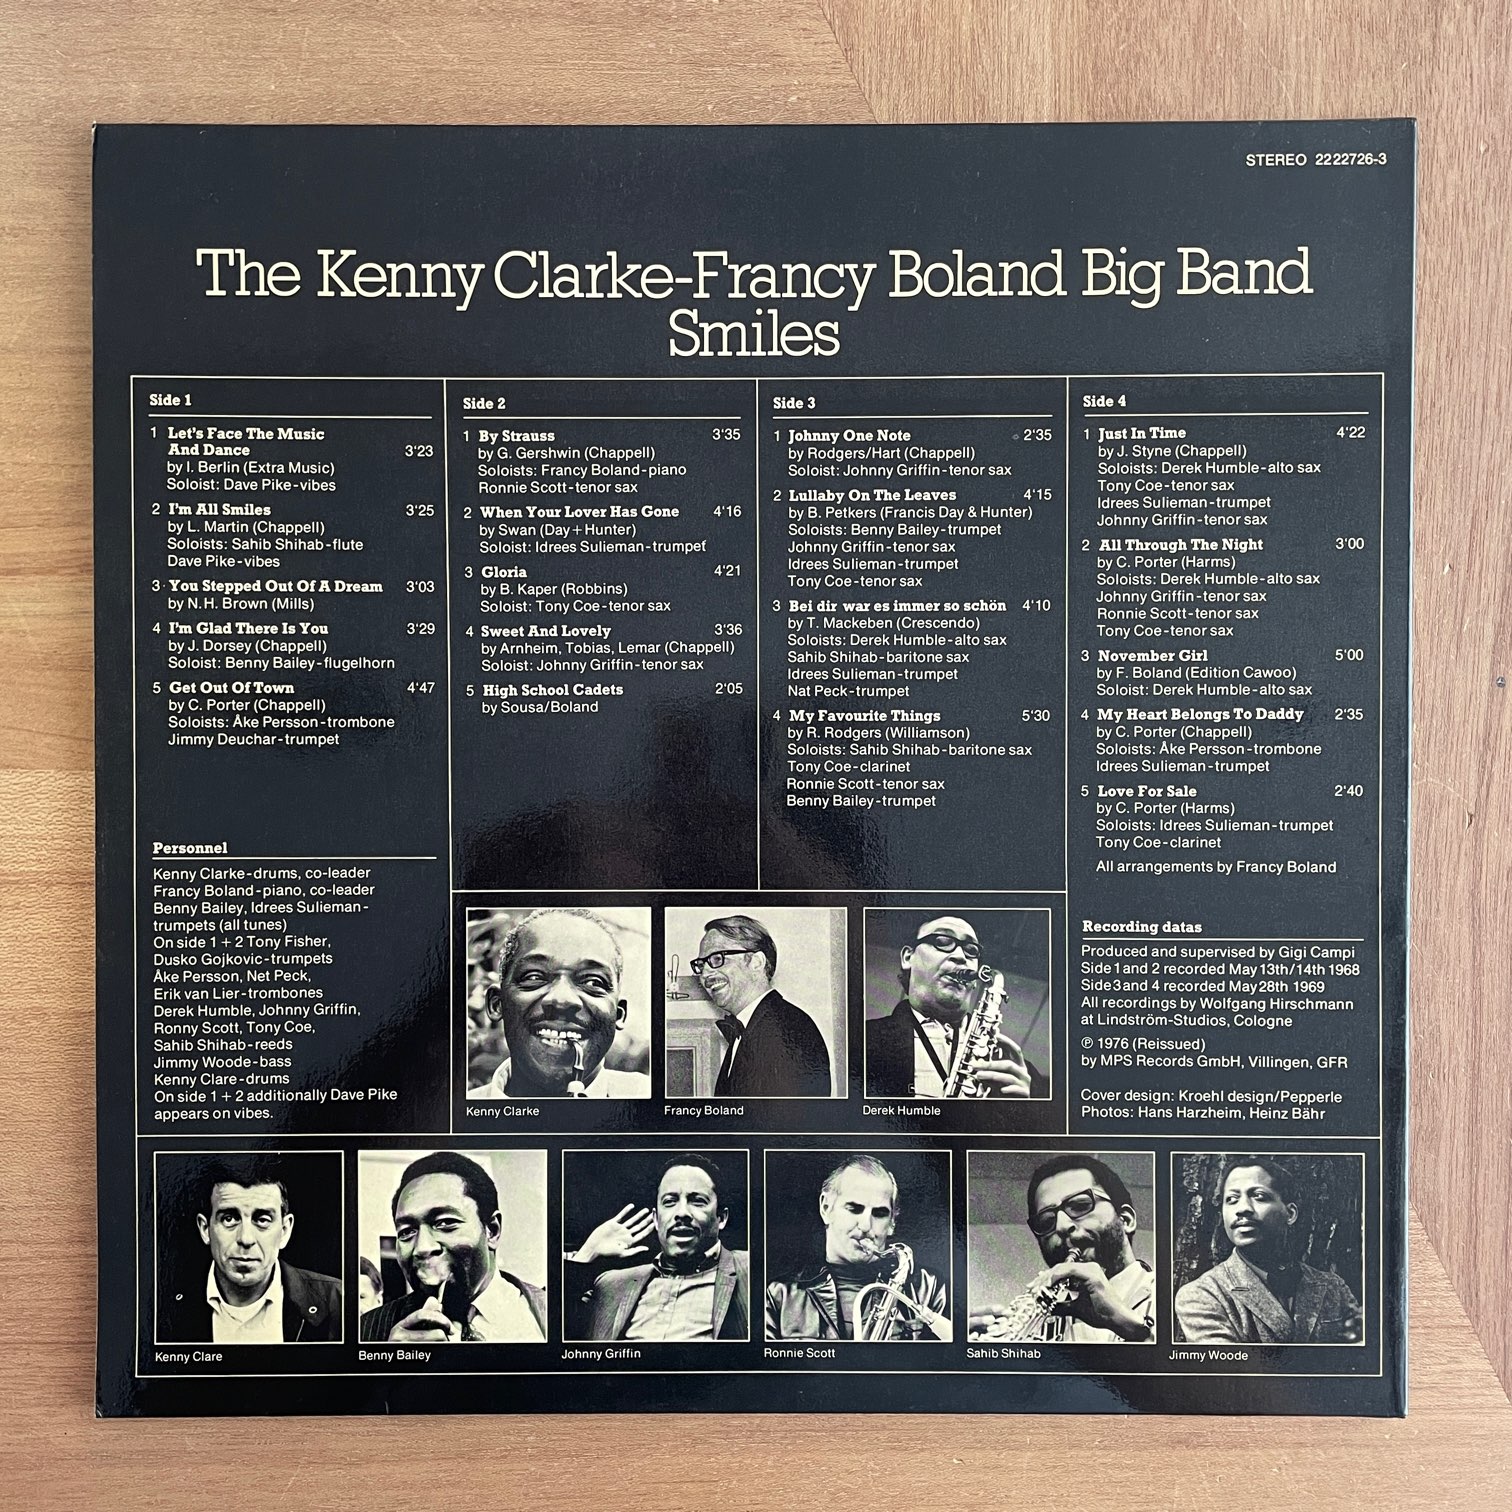 STEREO 2222726-3
The Kenny Clarke-Francy Boland Big Band
Smiles
Side 1
1 Let's Face The Music
And Dance 3'23
by I. Berlin (Extra Music)
Soloist: Dave Pike-vibes
2 I'm All Smiles 3'25
by L. Martin (Chappell)
Soloists: Sahib Shihab-flute
Dave Pike-vibes
3 You Stepped Out Of A Dream 3'03
by N.H. Brown (Mills)
4 I'm Glad There Is You 3'29
by J. Dorsey (Chappell)
Soloist: Benny Bailey-flugelhorn
5 Get Out Of Town 4'47
by C. Porter (Chappell)
Soloists: Åke Persson-trombone
Jimmy Deuchar-trumpet
Personnel
Kenny Clarke-drums, co-leader
Francy Boland-piano, co-leader
Benny Bailey, Idrees Sulieman-
trumpets (all tunes)
On side 1 + 2 Tony Fisher,
Dusko Gojkovic-trumpets
Åke Persson, Net Peck,
Erik van Lier-trombones
Derek Humble, Johnny Griffin,
Ronny Scott, Tony Coe,
Sahib Shihab-reeds
Jimmy Woode-bass
Kenny Clare-drums
On side 1 + 2 additionally Dave Pike
appears on vibes.
Side 2
1 By Strauss 3'35
by G. Gershwin (Chappell)
Soloists: Francy Boland-piano
Ronnie Scott-tenor sax
2 When Your Lover Has Gone 4'16
by Swan (Day+Hunter)
Soloist: Idrees Sulieman-trumpet
3 Gloria 4'21
by B. Kaper (Robbins)
Soloist: Tony Coe-tenor sax
4 Sweet And Lovely 3'36
by Arnheim, Tobias, Lemar (Chappell)
Soloist: Johnny Griffin-tenor sax
5 High School Cadets 2'05
by Sousa/Boland
Side 3
1 Johnny One Note 2'35
by Rodgers/Hart (Chappell)
Soloist: Johnny Griffin-tenor sax
2 Lullaby On The Leaves 4'15
by B. Petkers (Francis Day & Hunter)
Soloists: Benny Bailey-trumpet
Johnny Griffin-tenor sax
Idrees Sulieman-trumpet
Tony Coe-tenor sax
3 Bei dir war es immer so schön 4'10
by T. Mackeben (Crescendo)
Soloists: Derek Humble-alto sax
Sahib Shihab-baritone sax
Idrees Sulieman-trumpet
Nat Peck-trumpet
4 My Favourite Things 5'30
by R. Rodgers (Williamson)
Soloists: Sahib Shihab-baritone sax
Tony Coe-clarinet
Ronnie Scott-tenor sax
Benny Bailey-trumpet
Side 4
1 Just In Time 4'22
by J. Styne (Chappell)
Soloists: Derek Humble-alto sax
Tony Coe-tenor sax
Idrees Sulieman-trumpet
Johnny Griffin-tenor sax
2 All Through The Night 3'00
by C. Porter (Harms)
Soloists: Derek Humble-alto sax
Johnny Griffin-tenor sax
Ronnie Scott-tenor sax
Tony Coe-tenor sax
3 November Girl 5'00
by F. Boland (Edition Cawoo)
Soloist: Derek Humble-alto sax
4 My Heart Belongs To Daddy 2'35
by C. Porter (Chappell)
Soloists: Åke Persson-trombone
Idrees Sulieman-trumpet
5 Love For Sale 2'40
by C. Porter (Harms)
Soloists: Idrees Sulieman-trumpet
Tony Coe-clarinet
All arrangements by Francy Boland
Recording datas
Produced and supervised by Gigi Campi
Side 1 and 2 recorded May 13th/14th 1968
Side 3 and 4 recorded May 28th 1969
All recordings by Wolfgang Hirschmann
at Lindström-Studios, Cologne
℗ 1976 (Reissued)
by MPS Records GmbH, Villingen, GFR
Cover design: Kroehl design/Pepperle
Photos: Hans Harzheim, Heinz Bähr
Kenny Clarke
Francy Boland
Derek Humble
Kenny Clare
Benny Bailey
Johnny Griffin
Ronnie Scott
Sahib Shihab
Jimmy Woode